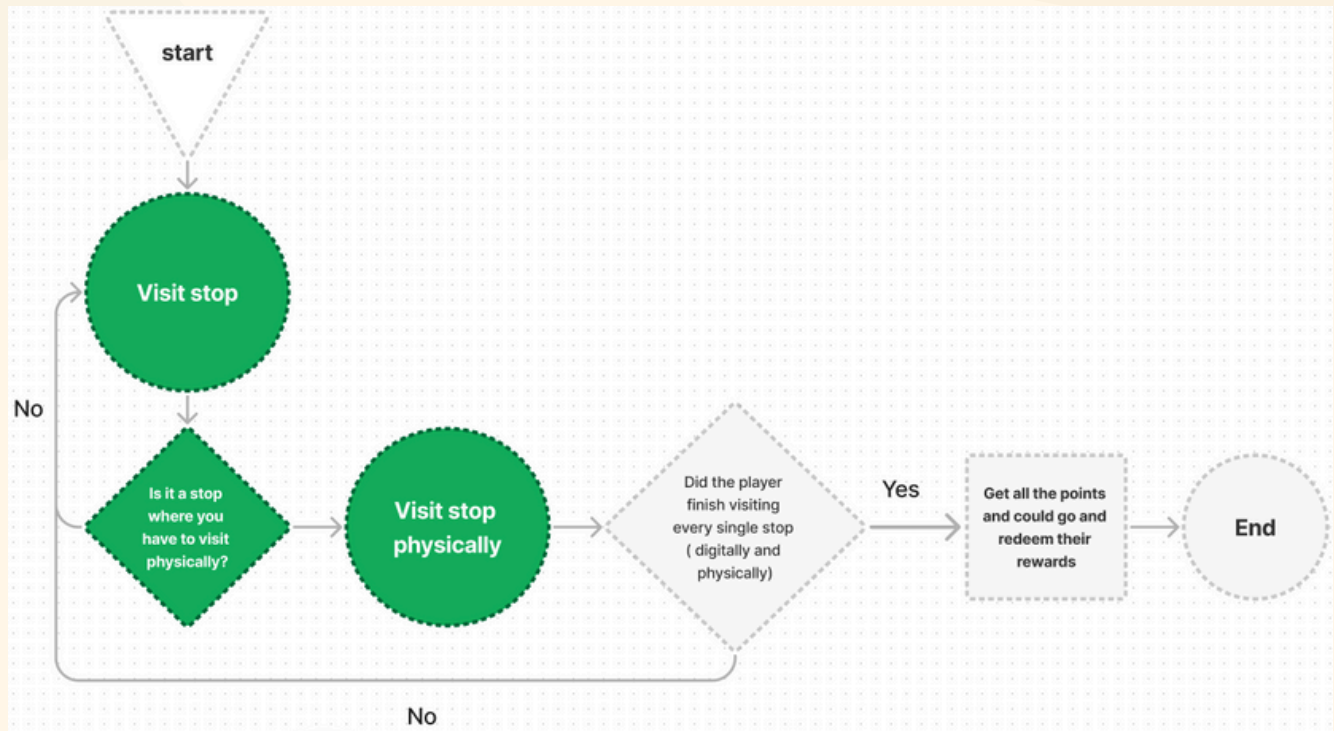 start
Visit stop
No
Is it a stop
where you
have to visit
physically?
Visit stop
physically
Did the player
finish visiting
every single stop
( digitally and
physically)
Yes
Get all the points
and could go and
redeem their
rewards
End
No